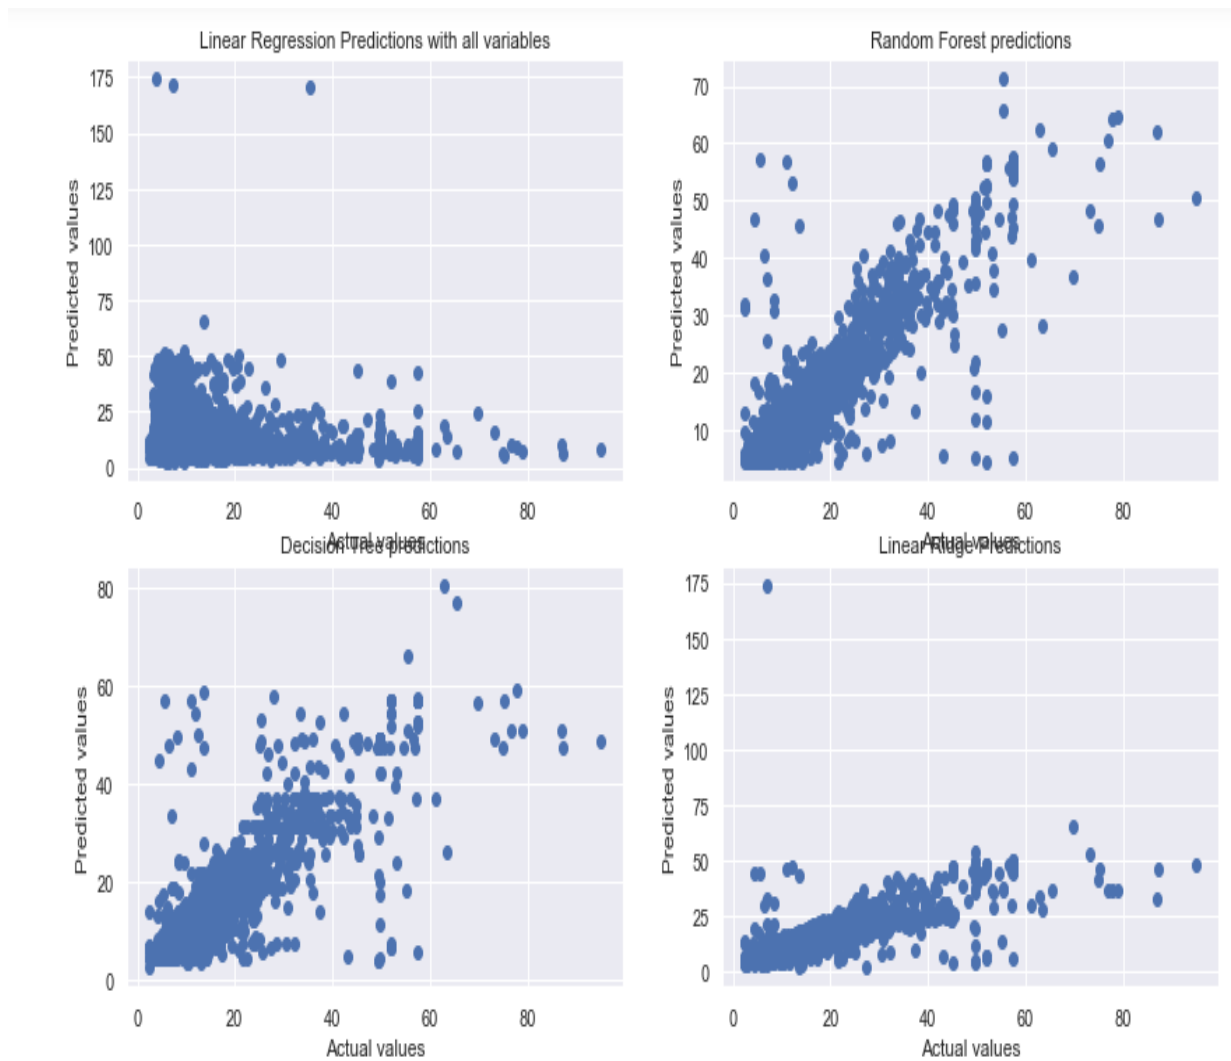 Linear Regression Predictions with all variables
Predicted values
175
150
125
100
75
50
25
0
0 20 40 60 80
Actual values
Random Forest predictions
Predicted values
70
60
50
40
30
20
10
0 20 40 60 80
Actual values
Decision Tree predictions
Predicted values
80
60
40
20
0
0 20 40 60 80
Actual values
Linear Ridge Predictions
Predicted values
175
150
125
100
75
50
25
0
0 20 40 60 80
Actual values